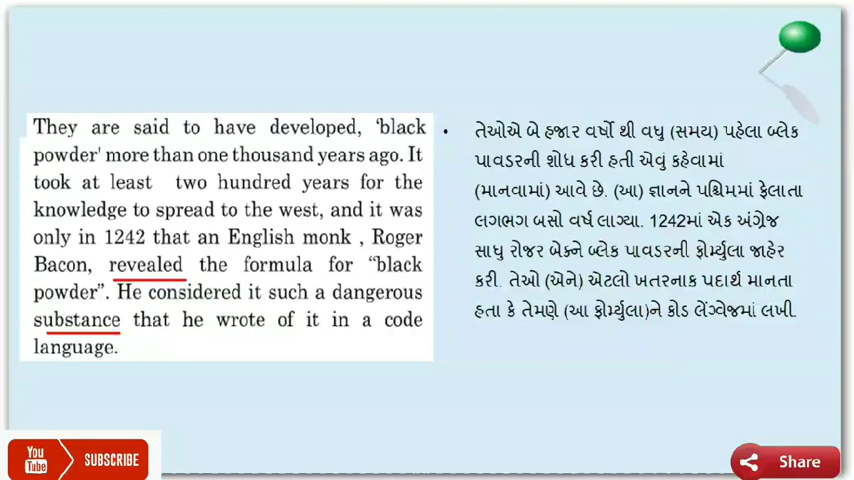 They are said to have developed, 'black
powder' more than one thousand years ago. It
took at least two hundred years for the
knowledge to spread to the west, and it was
only in 1242 that an English monk , Roger
Bacon, revealed the formula for "black
powder". He considered it such a dangerous
substance that he wrote of it in a code
language.
• તેઓએ બે હજાર વર્ષો થી વધુ (સમય) પહેલા બ્લેક
પાવડરની શોધ કરી હતી એવું કહેવામાં
(માનવામાં) આવે છે. (આ) જ્ઞાનને પશ્ચિમમાં ફેલાતા
લગભગ બસો વર્ષ લાગ્યા. 1242માં એક અંગ્રેજ
સાધુ રોજર બેકને બ્લેક પાવડરની ફોર્મ્યુલા જાહેર
કરી. તેઓ (એને) એટલો ખતરનાક પદાર્થ માનતા
હતા કે તેમણે (આ ફોર્મ્યુલા)ને કોડ લેંગ્વેજમાં લખી.
You
Tube
SUBSCRIBE
Share